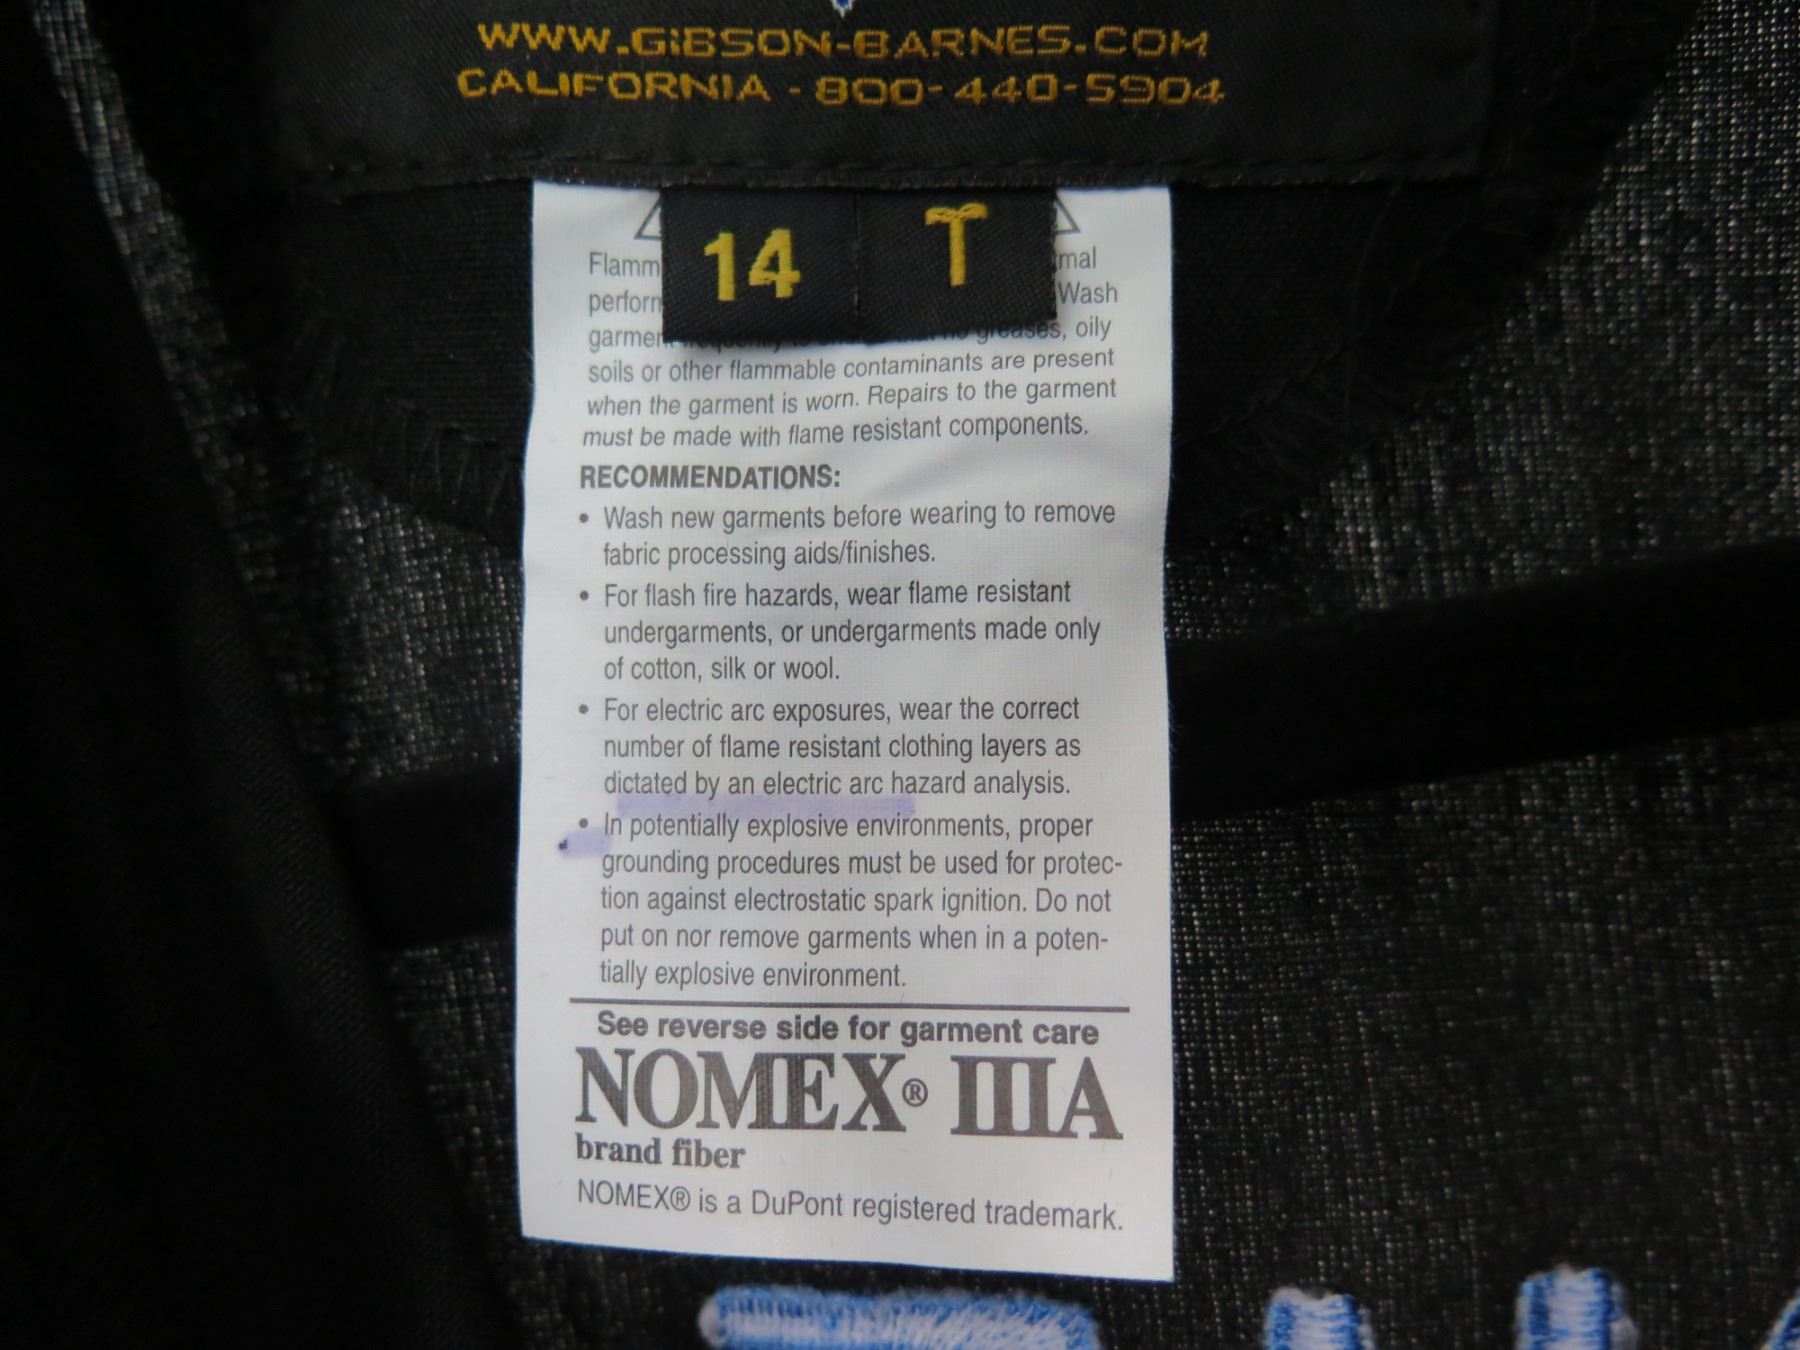 WWW.GIBSON-BARNES.COM
CALIFORNIA - 800-440-5904
14 T
Flamm mal
perform Wash
garmen greases, oily
soils or other flammable contaminants are present
when the garment is worn. Repairs to the garment
must be made with flame resistant components.
RECOMMENDATIONS:
• Wash new garments before wearing to remove
fabric processing aids/finishes.
• For flash fire hazards, wear flame resistant
undergarments, or undergarments made only
of cotton, silk or wool.
• For electric arc exposures, wear the correct
number of flame resistant clothing layers as
dictated by an electric arc hazard analysis.
• In potentially explosive environments, proper
grounding procedures must be used for protec-
tion against electrostatic spark ignition. Do not
put on nor remove garments when in a poten-
tially explosive environment.
See reverse side for garment care
NOMEX® IIIA
brand fiber
NOMEX® is a DuPont registered trademark.